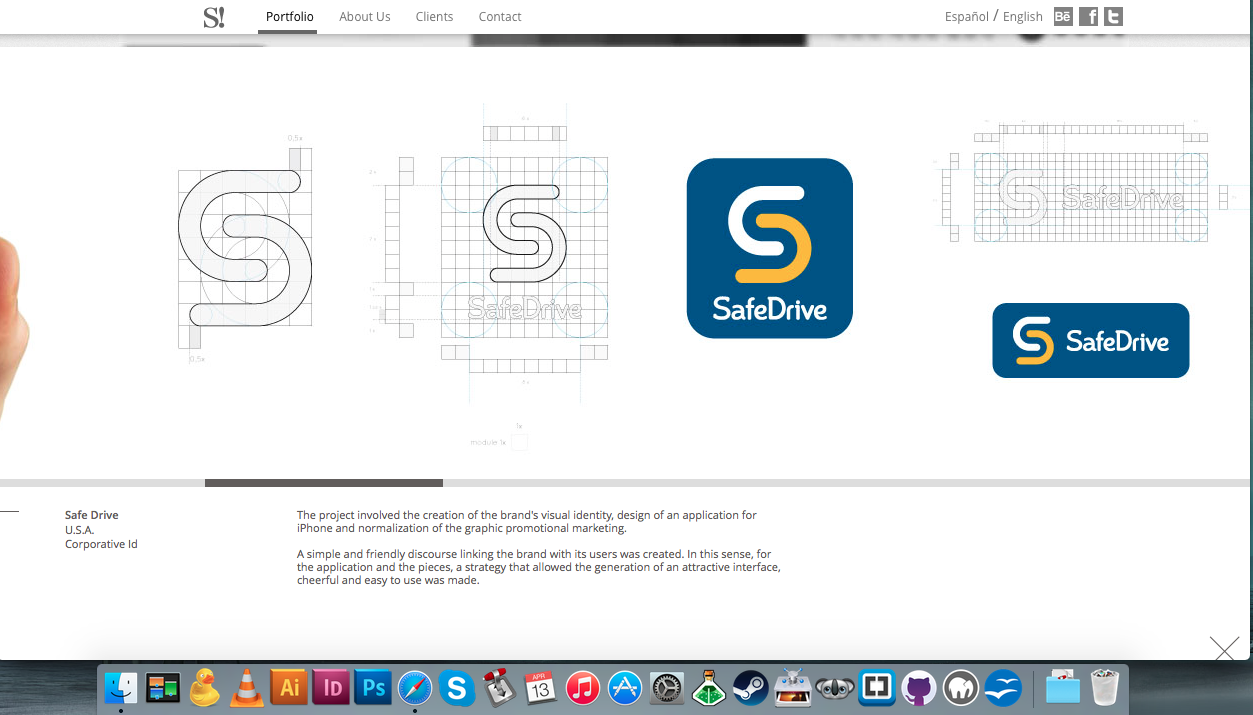 S!
Portfolio
About Us
Clients
Contact
Español / English
Bē f t
0,5x
0,5x
SafeDrive
1x
module 1x
SafeDrive
SafeDrive
SafeDrive
Safe Drive
U.S.A.
Corporative Id
The project involved the creation of the brand's visual identity, design of an application for
iPhone and normalization of the graphic promotional marketing.
A simple and friendly discourse linking the brand with its users was created. In this sense, for
the application and the pieces, a strategy that allowed the generation of an attractive interface,
cheerful and easy to use was made.
Ai
Id
Ps
S
APR
13